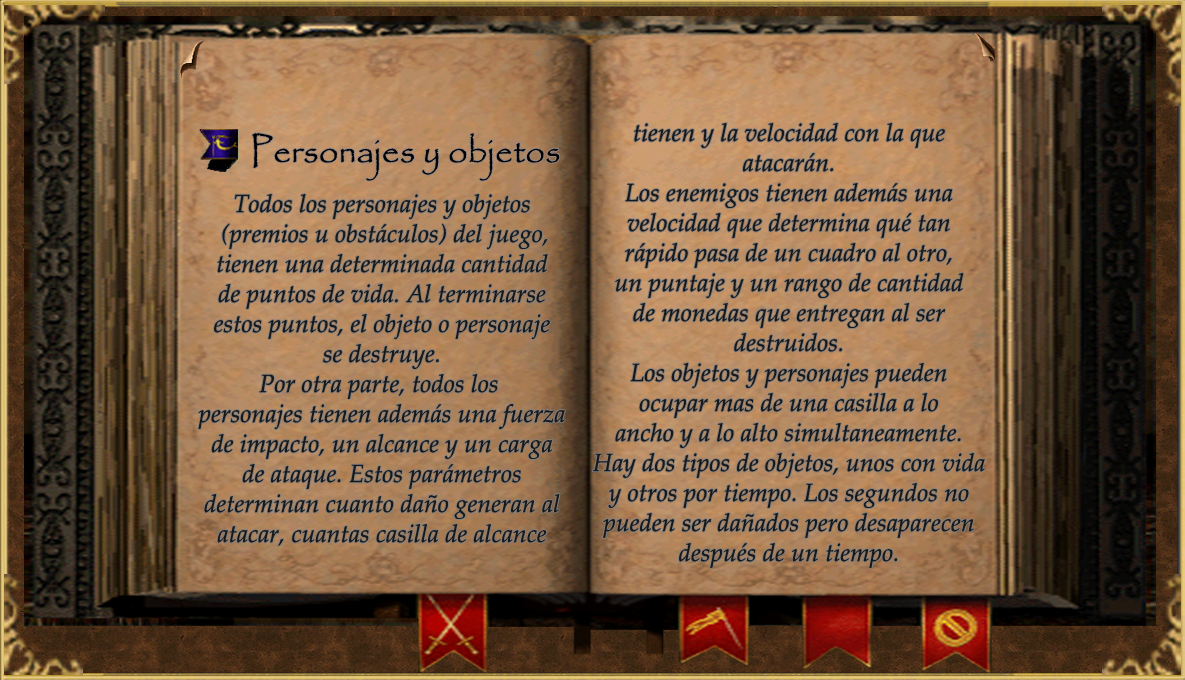 Personajes y objetos
Todos los personajes y objetos
(premios u obstáculos) del juego,
tienen una determinada cantidad
de puntos de vida. Al terminarse
estos puntos, el objeto o personaje
se destruye.
Por otra parte, todos los
personajes tienen además una fuerza
de impacto, un alcance y un carga
de ataque. Estos parámetros
determinan cuanto daño generan al
atacar, cuantas casilla de alcance
tienen y la velocidad con la que
atacarán.
Los enemigos tienen además una
velocidad que determina qué tan
rápido pasa de un cuadro al otro,
un puntaje y un rango de cantidad
de monedas que entregan al ser
destruidos.
Los objetos y personajes pueden
ocupar mas de una casilla a lo
ancho y a lo alto simultaneamente.
Hay dos tipos de objetos, unos con vida
y otros por tiempo. Los segundos no
pueden ser dañados pero desaparecen
después de un tiempo.